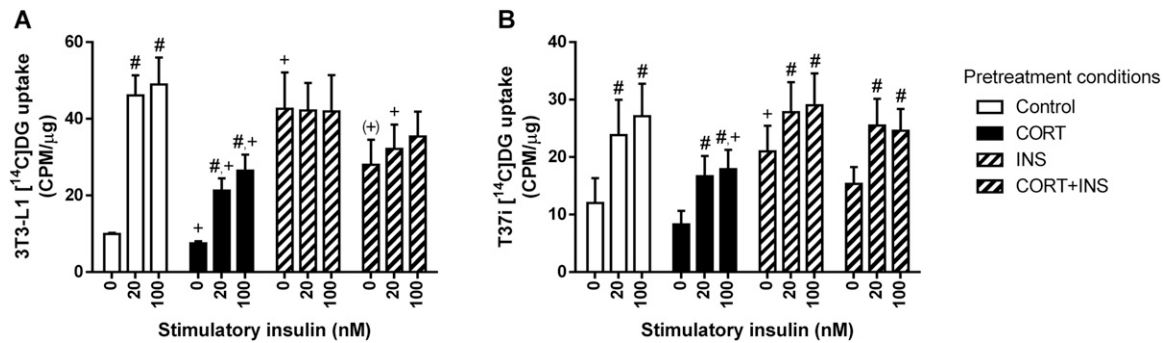 A
3T3-L1 [¹⁴C]DG uptake
(CPM/µg)
60
40
20
0
# #
+ #,+ #,+
+
(+) +
0 20 100 0 20 100 0 20 100 0 20 100
Stimulatory insulin (nM)
B
T37i [¹⁴C]DG uptake
(CPM/µg)
40
30
20
10
0
# #
# #,+
+ # #
# #
0 20 100 0 20 100 0 20 100 0 20 100
Stimulatory insulin (nM)
Pretreatment conditions
Control
CORT
INS
CORT+INS